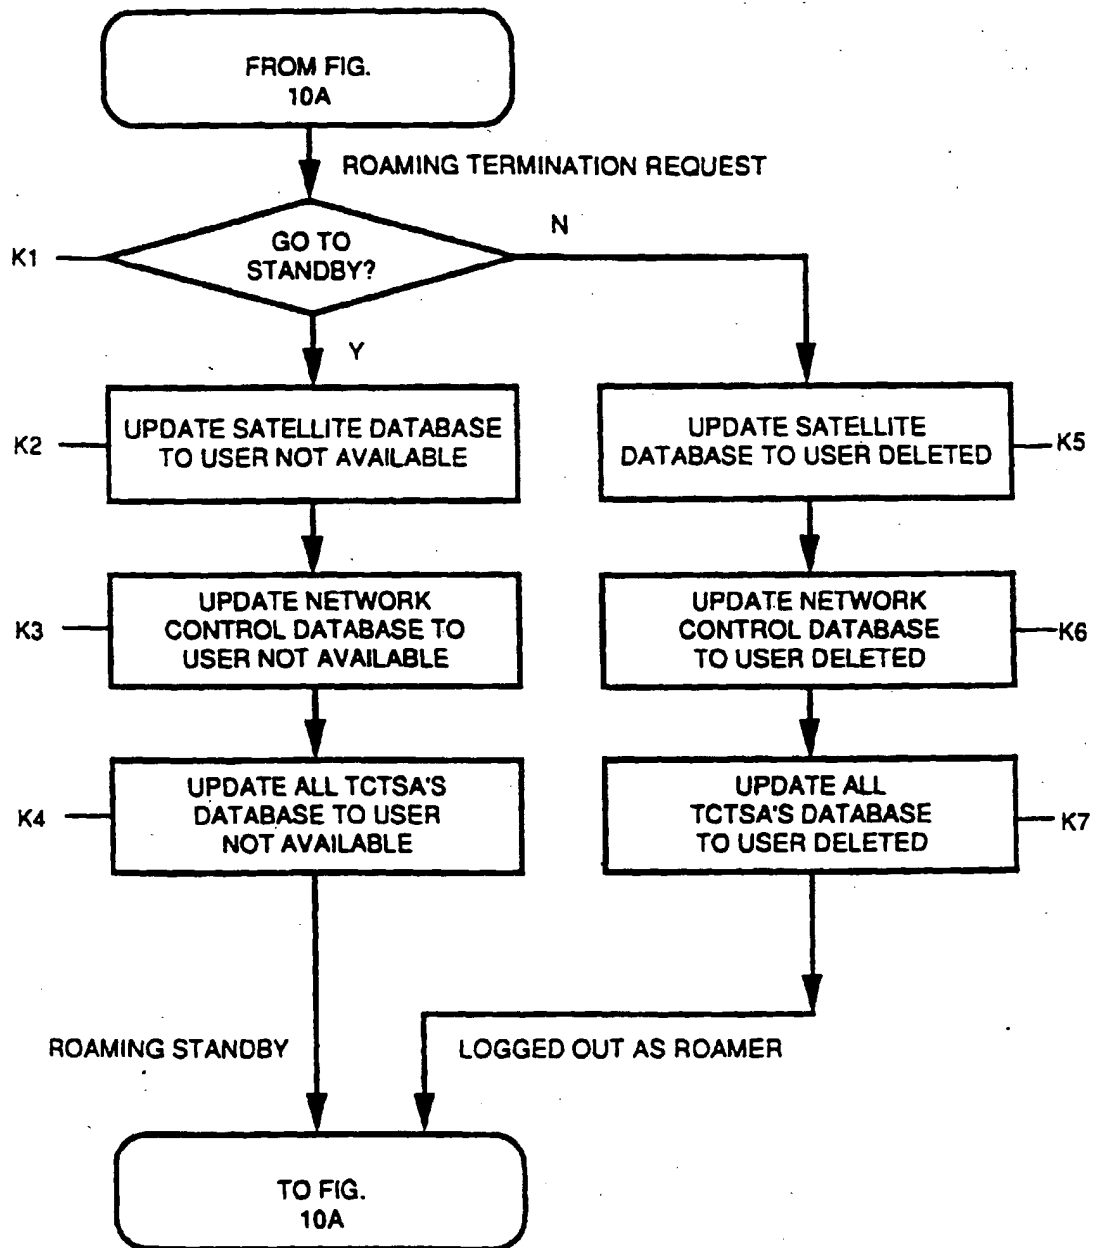 FROM FIG.
10A
ROAMING TERMINATION REQUEST
K1
GO TO
STANDBY?
N
Y
K2
UPDATE SATELLITE DATABASE
TO USER NOT AVAILABLE
UPDATE SATELLITE
DATABASE TO USER DELETED
K5
K3
UPDATE NETWORK
CONTROL DATABASE TO
USER NOT AVAILABLE
UPDATE NETWORK
CONTROL DATABASE
TO USER DELETED
K6
K4
UPDATE ALL TCTSA'S
DATABASE TO USER
NOT AVAILABLE
UPDATE ALL
TCTSA'S DATABASE
TO USER DELETED
K7
ROAMING STANDBY
LOGGED OUT AS ROAMER
TO FIG.
10A